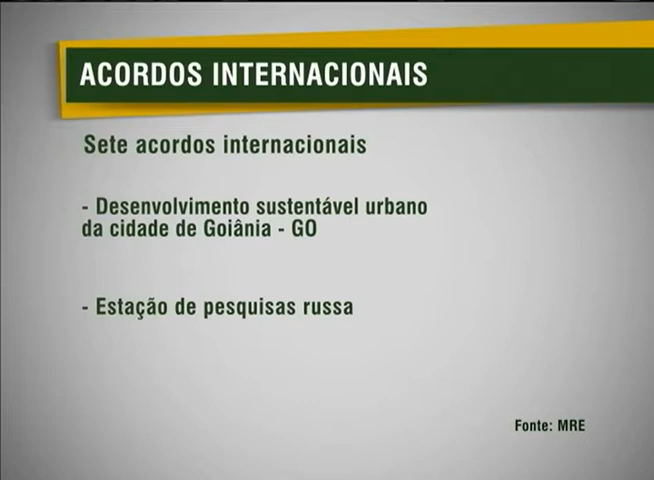 ACORDOS INTERNACIONAIS
Sete acordos internacionais
- Desenvolvimento sustentável urbano
da cidade de Goiânia - GO
- Estação de pesquisas russa
Fonte: MRE